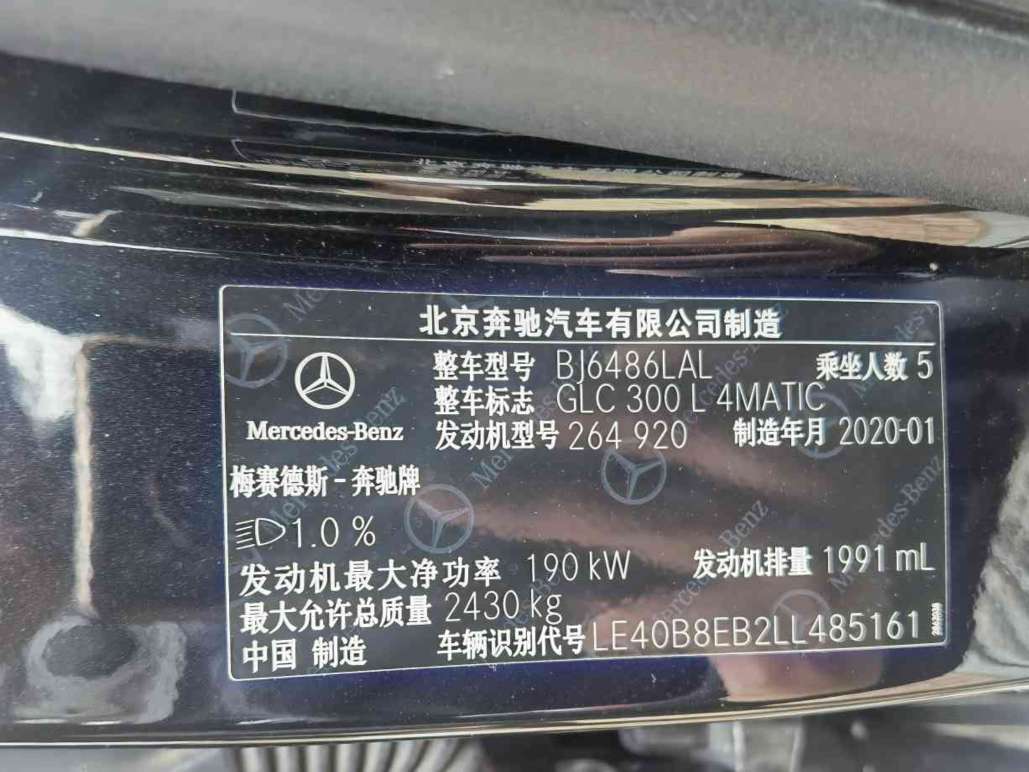 北京奔驰汽车有限公司制造
整车型号 BJ6486LAL 乘坐人数 5
整车标志 GLC 300 L 4MATIC
Mercedes-Benz 发动机型号 264 920 制造年月 2020-01
梅赛德斯-奔驰牌
1.0 %
发动机最大净功率 190 kW 发动机排量 1991 mL
最大允许总质量 2430 kg
中国 制造 车辆识别代号 LE40B8EB2LL485161